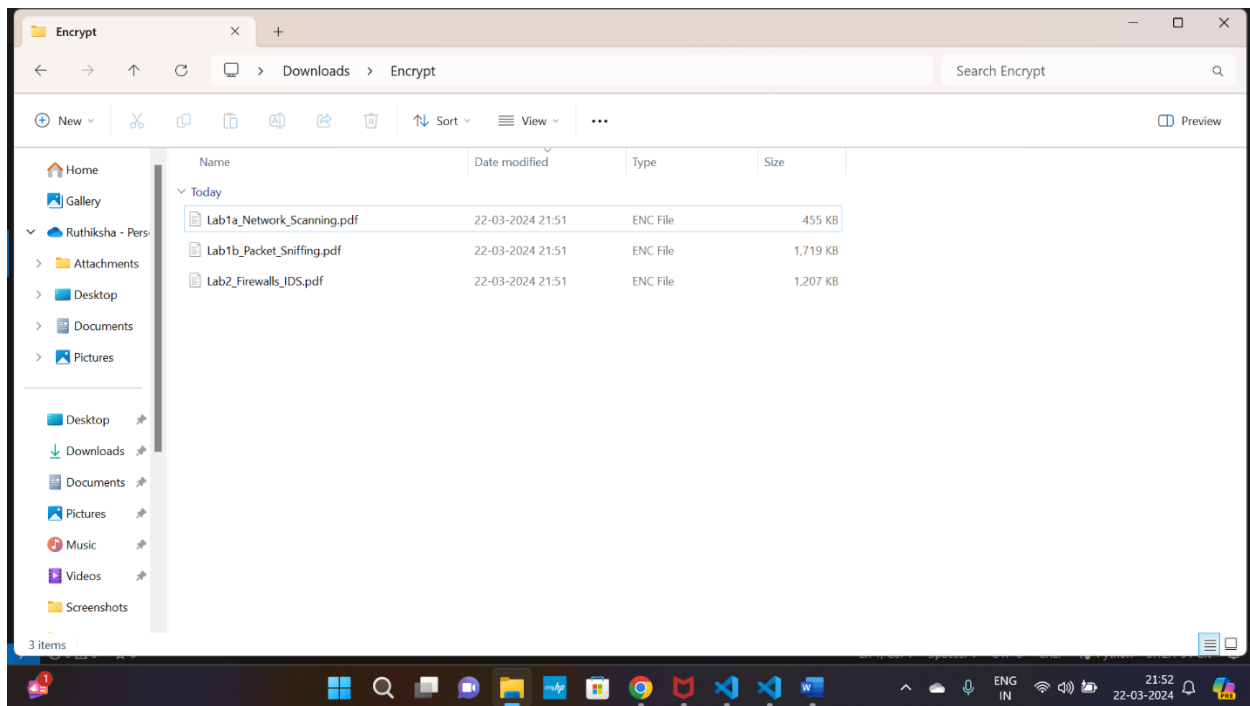 Encrypt
Downloads > Encrypt
Search Encrypt
New
Sort
View
Preview
Home
Gallery
Ruthiksha - Pers
Attachments
Desktop
Documents
Pictures
Desktop
Downloads
Documents
Pictures
Music
Videos
Screenshots
Name Date modified Type Size
Today
Lab1a_Network_Scanning.pdf 22-03-2024 21:51 ENC File 455 KB
Lab1b_Packet_Sniffing.pdf 22-03-2024 21:51 ENC File 1,719 KB
Lab2_Firewalls_IDS.pdf 22-03-2024 21:51 ENC File 1,207 KB
3 items
1
myhp
W
ENG
IN
21:52
22-03-2024
PRE